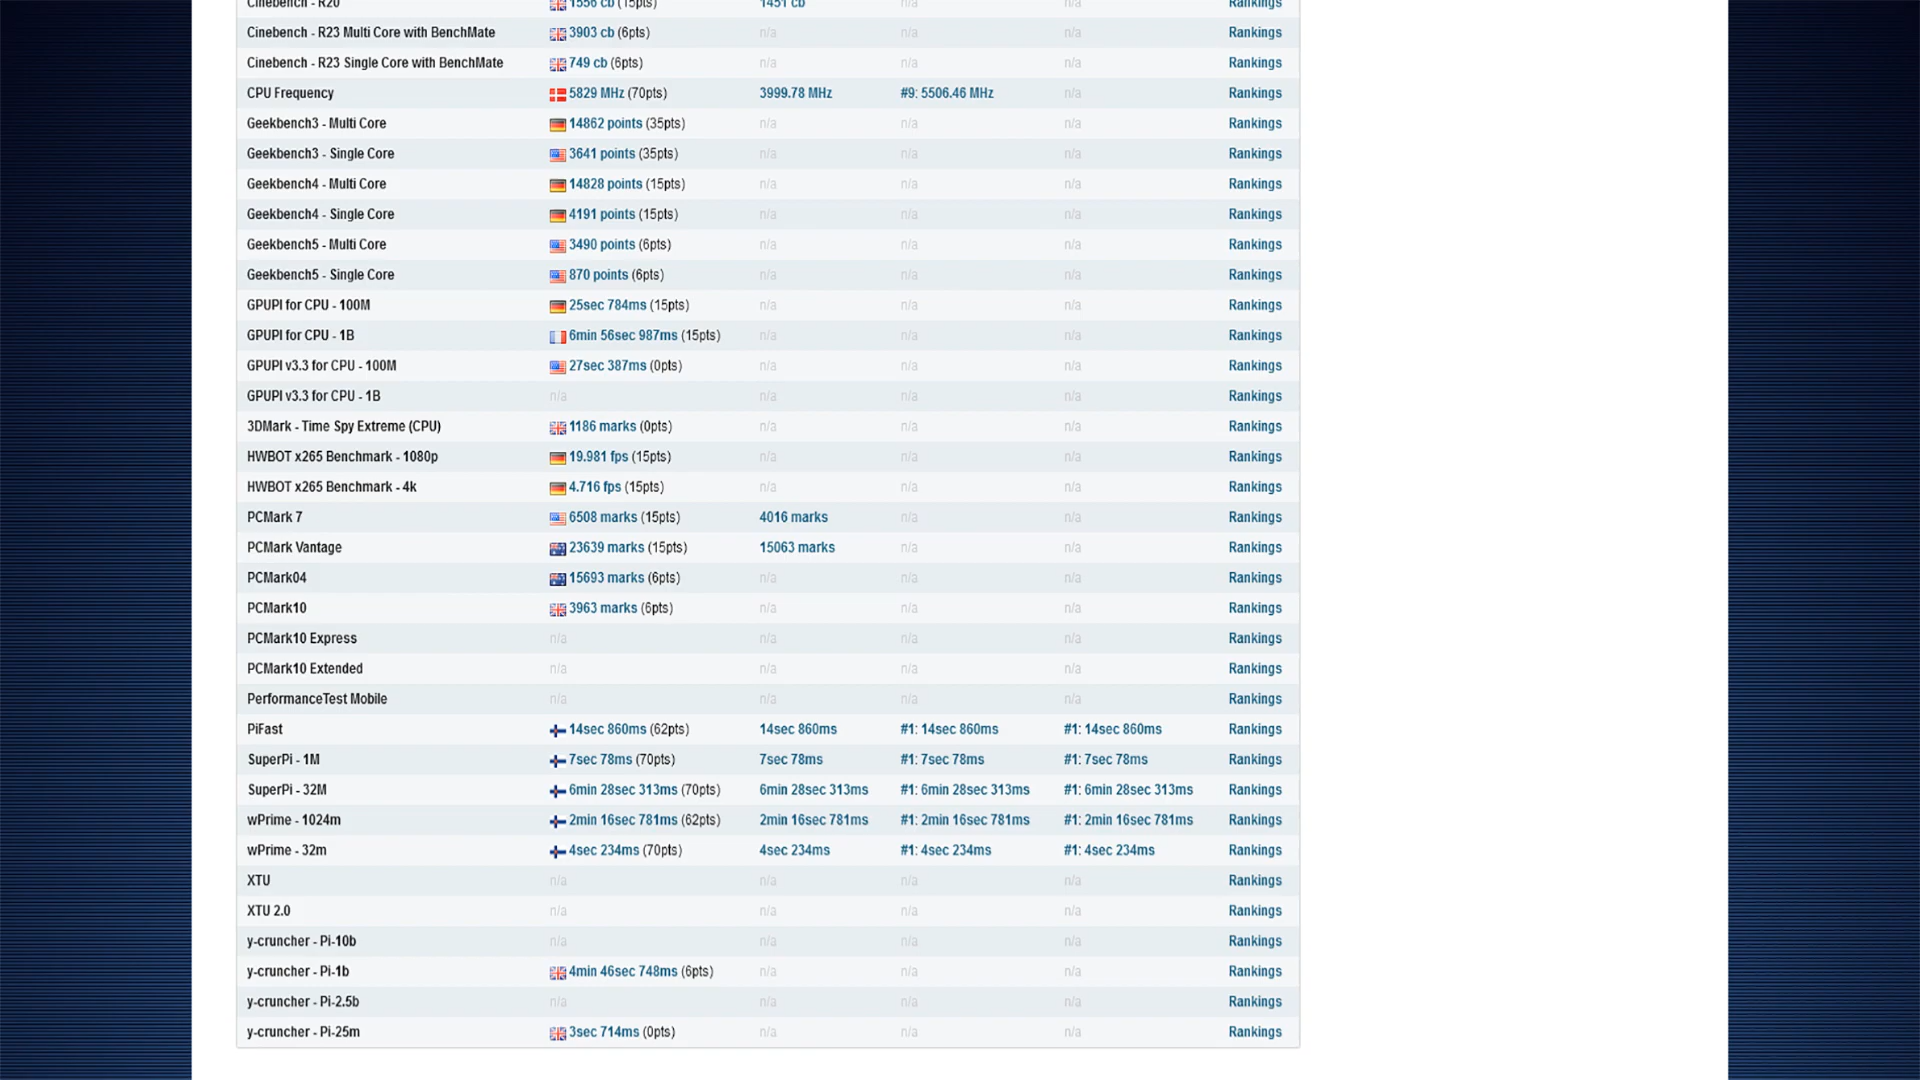 Cinebench - R20 1556 cb (15pts) 1451 cb n/a n/a Rankings
Cinebench - R23 Multi Core with BenchMate 3903 cb (6pts) n/a n/a n/a Rankings
Cinebench - R23 Single Core with BenchMate 749 cb (6pts) n/a n/a n/a Rankings
CPU Frequency 5829 MHz (70pts) 3999.78 MHz #9: 5506.46 MHz n/a Rankings
Geekbench3 - Multi Core 14862 points (35pts) n/a n/a n/a Rankings
Geekbench3 - Single Core 3641 points (35pts) n/a n/a n/a Rankings
Geekbench4 - Multi Core 14828 points (15pts) n/a n/a n/a Rankings
Geekbench4 - Single Core 4191 points (15pts) n/a n/a n/a Rankings
Geekbench5 - Multi Core 3490 points (6pts) n/a n/a n/a Rankings
Geekbench5 - Single Core 870 points (6pts) n/a n/a n/a Rankings
GPUPI for CPU - 100M 25sec 784ms (15pts) n/a n/a n/a Rankings
GPUPI for CPU - 1B 6min 56sec 987ms (15pts) n/a n/a n/a Rankings
GPUPI v3.3 for CPU - 100M 27sec 387ms (0pts) n/a n/a n/a Rankings
GPUPI v3.3 for CPU - 1B n/a n/a n/a n/a Rankings
3DMark - Time Spy Extreme (CPU) 1186 marks (0pts) n/a n/a n/a Rankings
HWBOT x265 Benchmark - 1080p 19.981 fps (15pts) n/a n/a n/a Rankings
HWBOT x265 Benchmark - 4k 4.716 fps (15pts) n/a n/a n/a Rankings
PCMark 7 6508 marks (15pts) 4016 marks n/a n/a Rankings
PCMark Vantage 23639 marks (15pts) 15063 marks n/a n/a Rankings
PCMark04 15693 marks (6pts) n/a n/a n/a Rankings
PCMark10 3963 marks (6pts) n/a n/a n/a Rankings
PCMark10 Express n/a n/a n/a n/a Rankings
PCMark10 Extended n/a n/a n/a n/a Rankings
PerformanceTest Mobile n/a n/a n/a n/a Rankings
PiFast 14sec 860ms (62pts) 14sec 860ms #1: 14sec 860ms #1: 14sec 860ms Rankings
SuperPi - 1M 7sec 78ms (70pts) 7sec 78ms #1: 7sec 78ms #1: 7sec 78ms Rankings
SuperPi - 32M 6min 28sec 313ms (70pts) 6min 28sec 313ms #1: 6min 28sec 313ms #1: 6min 28sec 313ms Rankings
wPrime - 1024m 2min 16sec 781ms (62pts) 2min 16sec 781ms #1: 2min 16sec 781ms #1: 2min 16sec 781ms Rankings
wPrime - 32m 4sec 234ms (70pts) 4sec 234ms #1: 4sec 234ms #1: 4sec 234ms Rankings
XTU n/a n/a n/a n/a Rankings
XTU 2.0 n/a n/a n/a n/a Rankings
y-cruncher - Pi-10b n/a n/a n/a n/a Rankings
y-cruncher - Pi-1b 4min 46sec 748ms (6pts) n/a n/a n/a Rankings
y-cruncher - Pi-2.5b n/a n/a n/a n/a Rankings
y-cruncher - Pi-25m 3sec 714ms (0pts) n/a n/a n/a Rankings